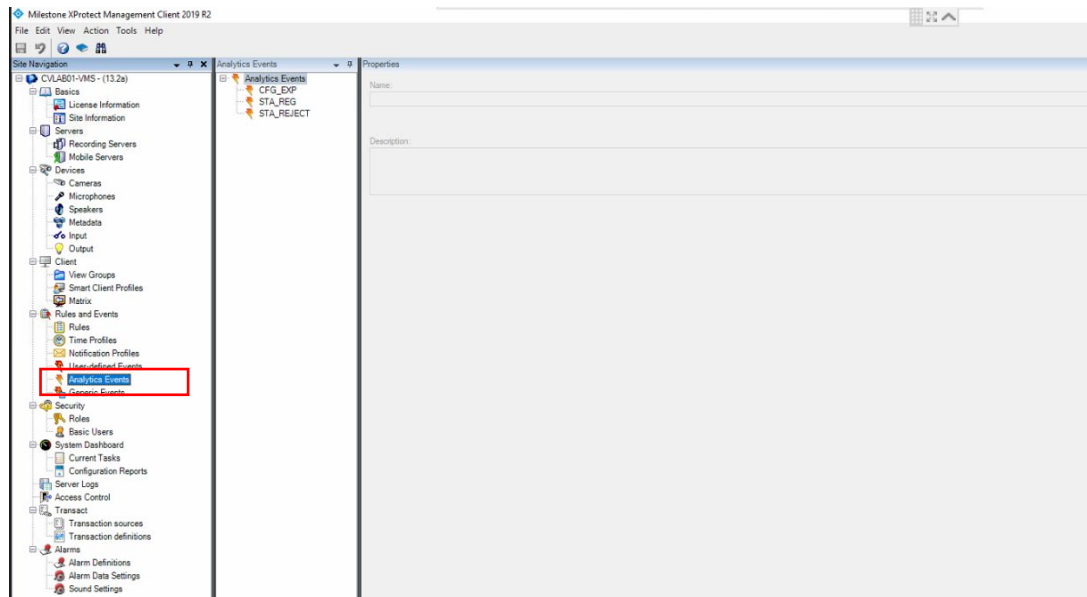 Milestone XProtect Management Client 2019 R2
File Edit View Action Tools Help
Site Navigation
CVLAB01-VMS - (13.2a)
Basics
License Information
Site Information
Servers
Recording Servers
Mobile Servers
Devices
Cameras
Microphones
Speakers
Metadata
Input
Output
Client
View Groups
Smart Client Profiles
Matrix
Rules and Events
Rules
Time Profiles
Notification Profiles
User-defined Events
Analytics Events
Generic Events
Security
Roles
Basic Users
System Dashboard
Current Tasks
Configuration Reports
Server Logs
Access Control
Transact
Transaction sources
Transaction definitions
Alarms
Alarm Definitions
Alarm Data Settings
Sound Settings
Analytics Events
Analytics Events
CFG_EXP
STA_REG
STA_REJECT
Properties
Name:
Description: